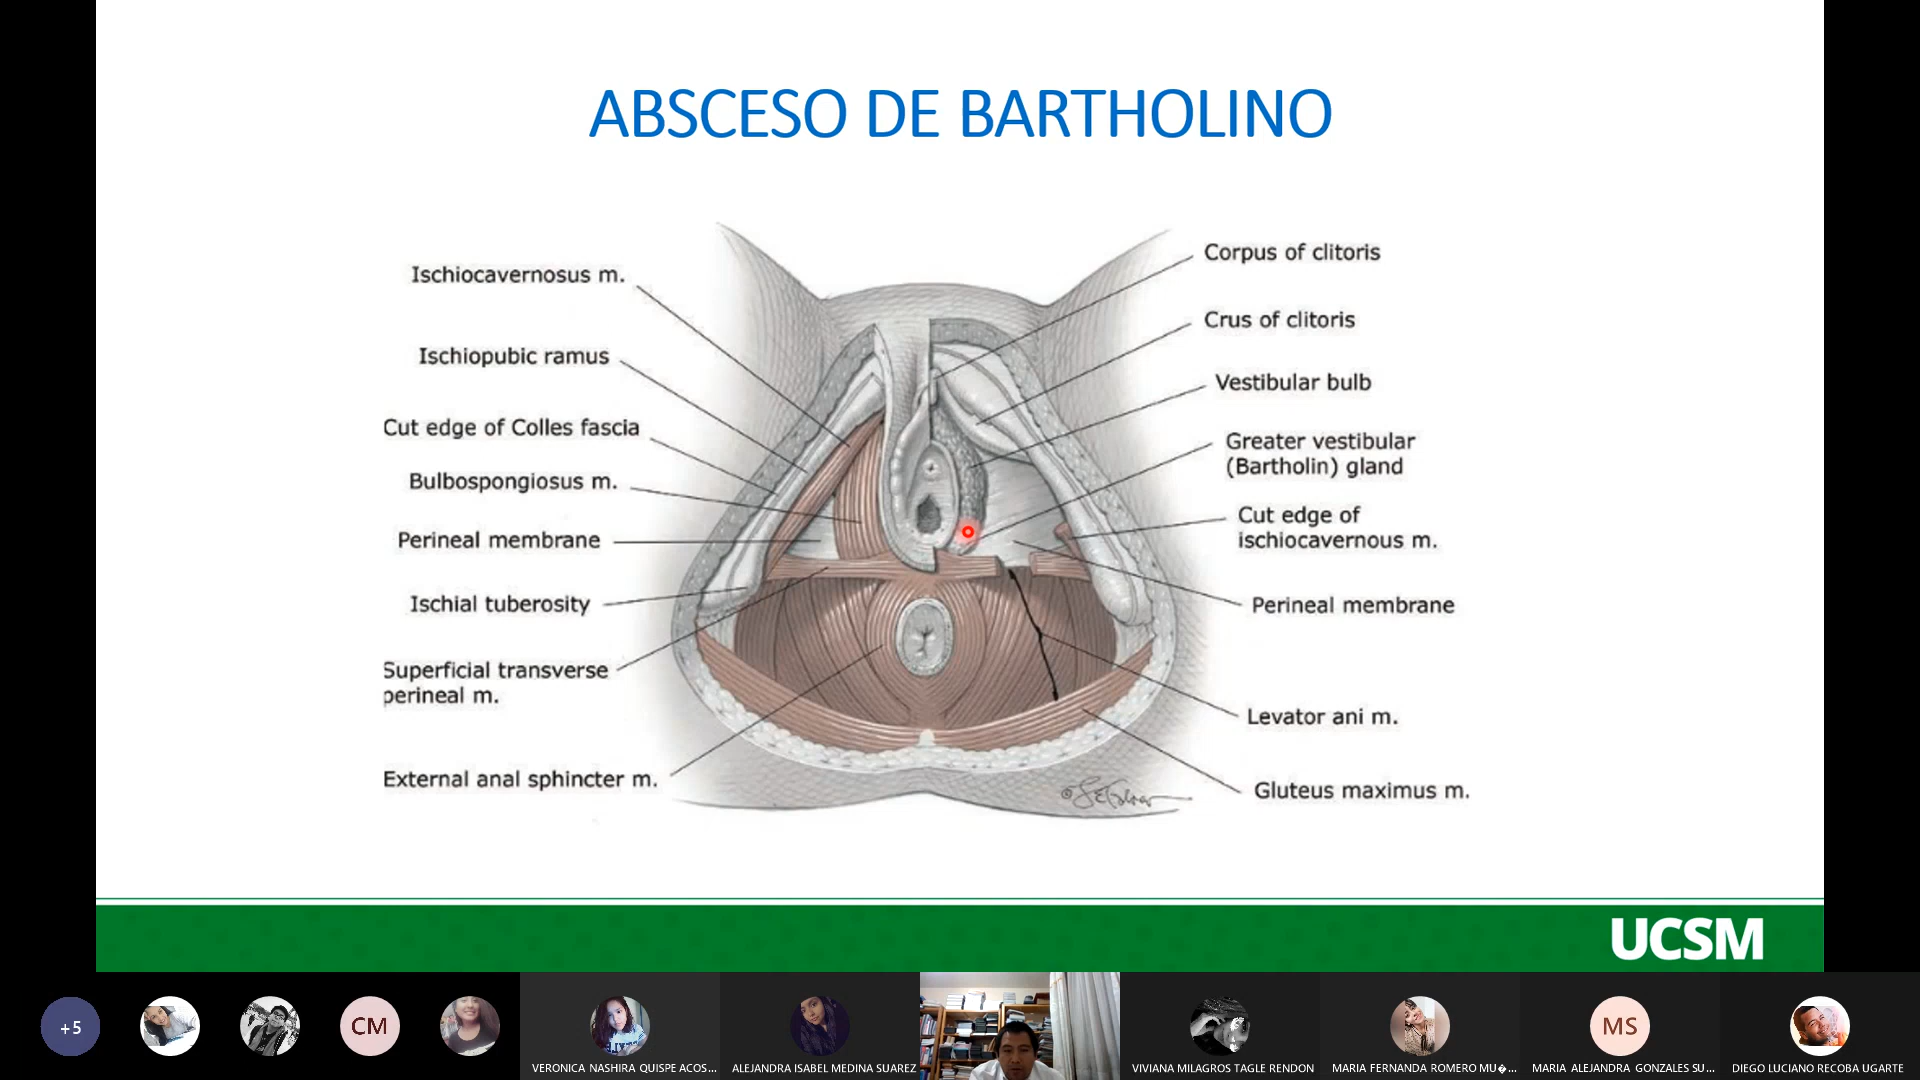 ABSCESO DE BARTHOLINO
Ischiocavernosus m.
Ischiopubic ramus
Cut edge of Colles fascia
Bulbospongiosus m.
Perineal membrane
Ischial tuberosity
Superficial transverse
perineal m.
External anal sphincter m.
Corpus of clitoris
Crus of clitoris
Vestibular bulb
Greater vestibular
(Bartholin) gland
Cut edge of
ischiocavernous m.
Perineal membrane
Levator ani m.
Gluteus maximus m.
UCSM
+5
CM
MS
VERONICA NASHIRA QUISPE ACOS...
ALEJANDRA ISABEL MEDINA SUAREZ
VIVIANA MILAGROS TAGLE RENDON
MARIA FERNANDA ROMERO MU�...
MARIA ALEJANDRA GONZALES SU...
DIEGO LUCIANO RECOBA UGARTE